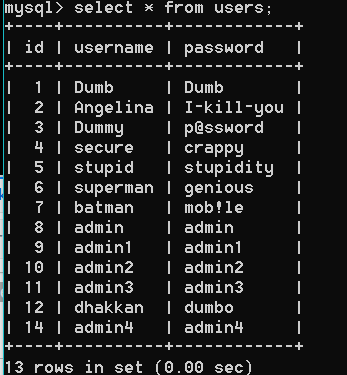 mysql> select * from users;
+----+----------+------------+
| id | username | password   |
+----+----------+------------+
|  1 | Dumb     | Dumb       |
|  2 | Angelina | I-kill-you |
|  3 | Dummy    | p@ssword   |
|  4 | secure   | crappy     |
|  5 | stupid   | stupidity  |
|  6 | superman | genious    |
|  7 | batman   | mob!le     |
|  8 | admin    | admin      |
|  9 | admin1   | admin1     |
| 10 | admin2   | admin2     |
| 11 | admin3   | admin3     |
| 12 | dhakkan  | dumbo      |
| 14 | admin4   | admin4     |
+----+----------+------------+
13 rows in set (0.00 sec)